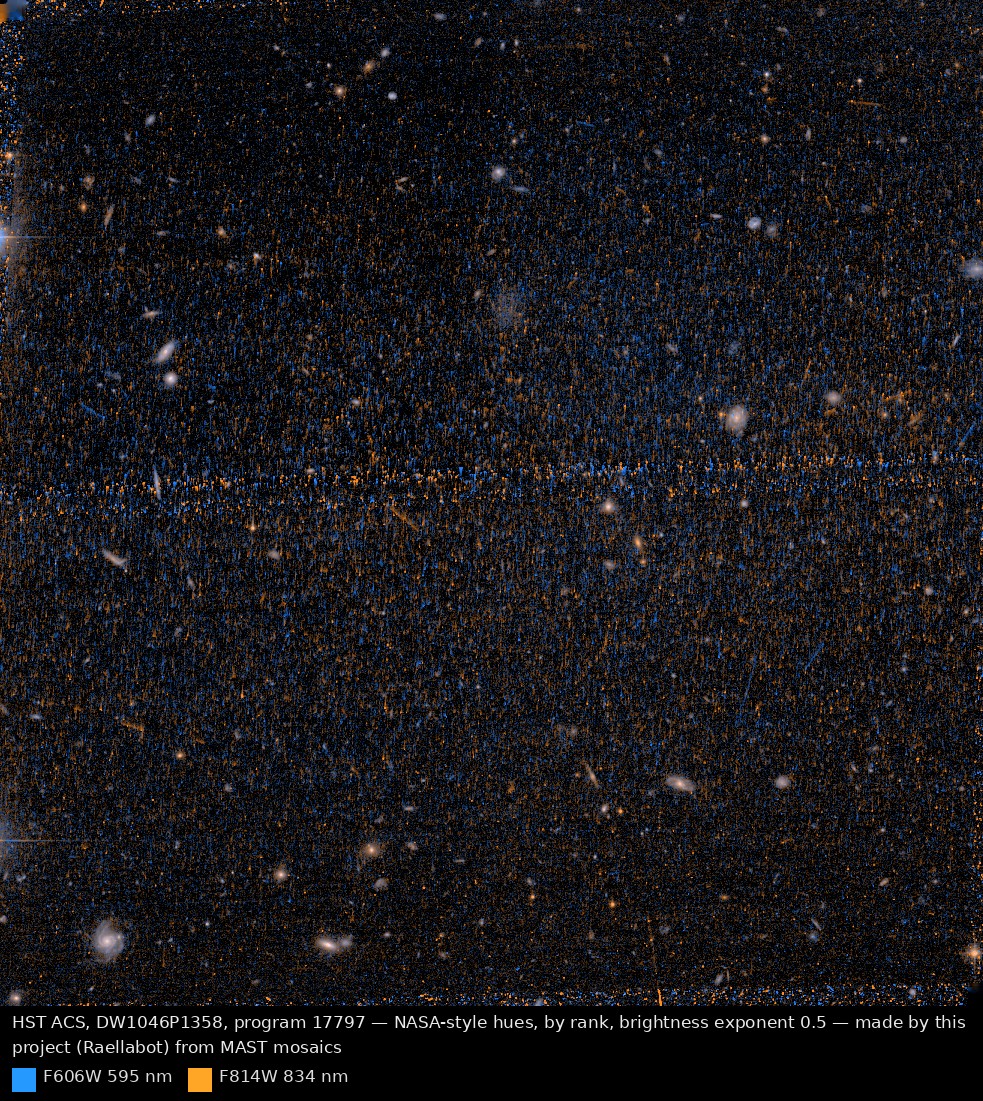 HST ACS, DW1046P1358, program 17797 — NASA-style hues, by rank, brightness exponent 0.5 — made by this
project (Raellabot) from MAST mosaics
F606W 595 nm F814W 834 nm